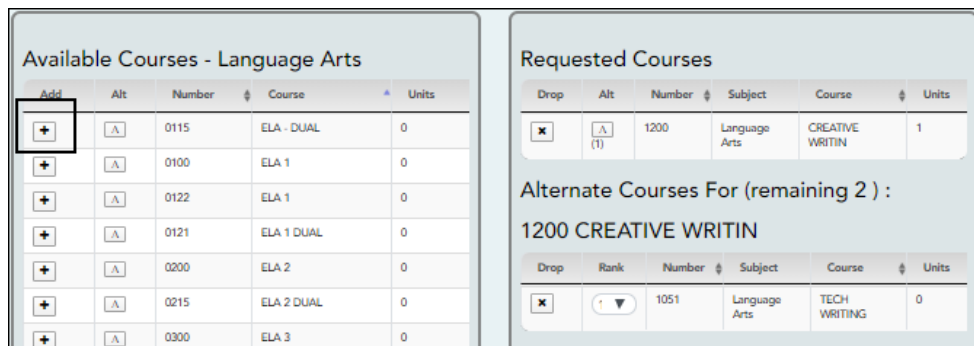 Available Courses - Language Arts
Add Alt Number Course Units
+ A 0115 ELA - DUAL 0
+ A 0100 ELA 1 0
+ A 0122 ELA 1 0
+ A 0121 ELA 1 DUAL 0
+ A 0200 ELA 2 0
+ A 0215 ELA 2 DUAL 0
+ A 0300 ELA 3 0
Requested Courses
Drop Alt Number Subject Course Units
x A 1200 Language CREATIVE 1
(1) Arts WRITIN
Alternate Courses For (remaining 2 ) :
1200 CREATIVE WRITIN
Drop Rank Number Subject Course Units
x 1051 Language TECH 0
Arts WRITING